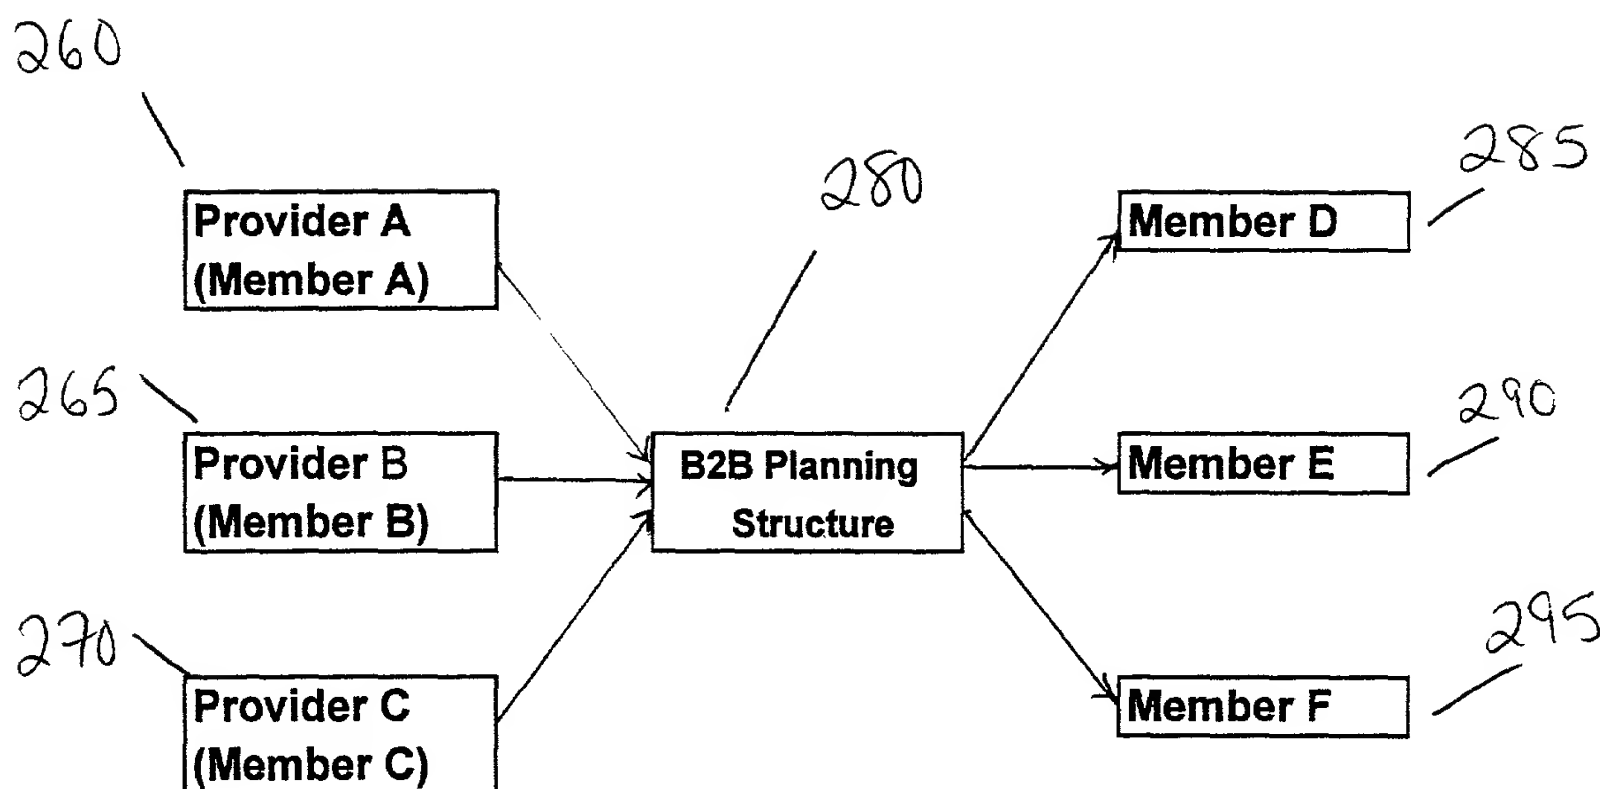 260
280
285
Provider A
(Member A)
Member D
265
290
Provider B
(Member B)
B2B Planning
Structure
Member E
270
295
Provider C
(Member C)
Member F